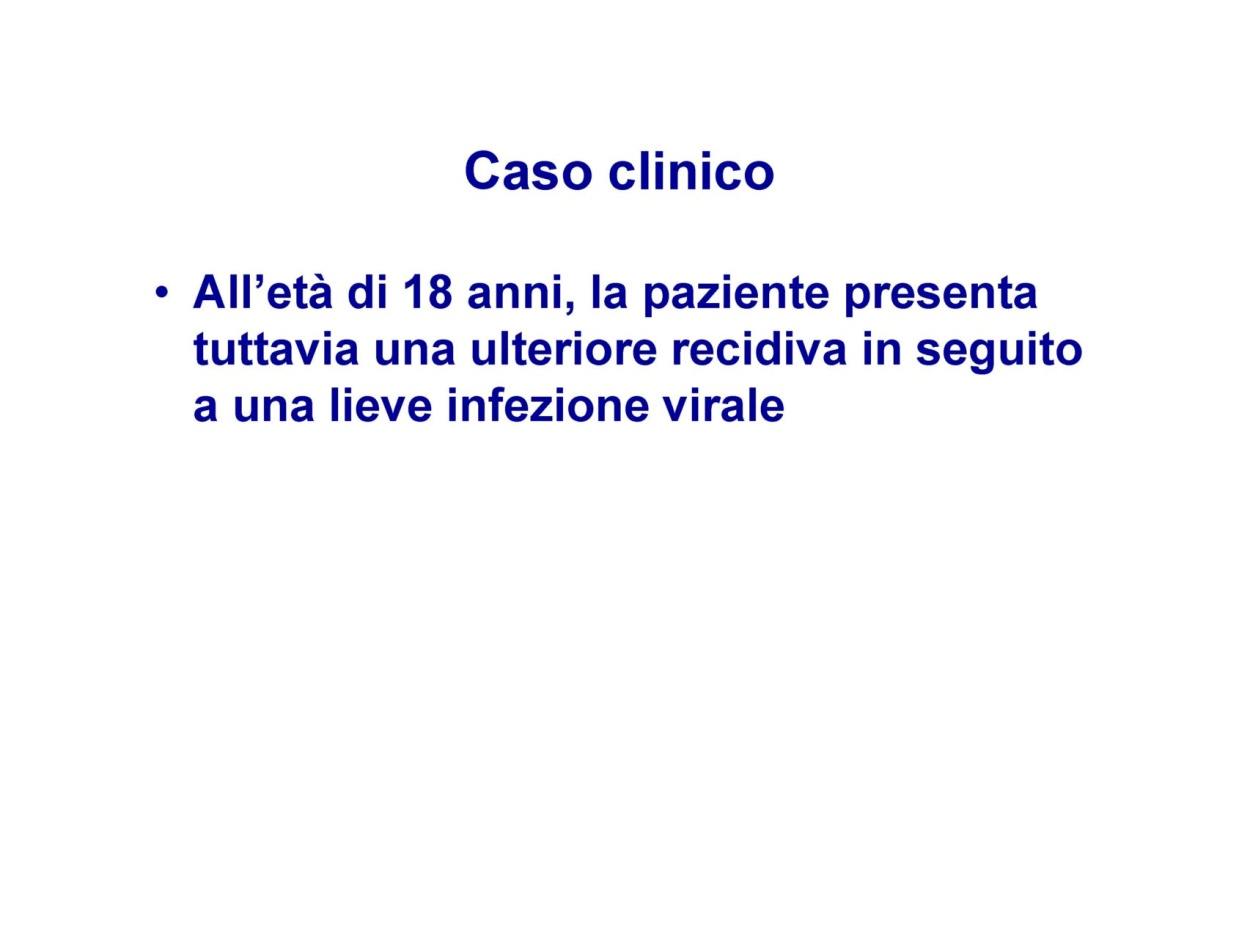 Caso clinico
• All’età di 18 anni, la paziente presenta
tuttavia una ulteriore recidiva in seguito
a una lieve infezione virale